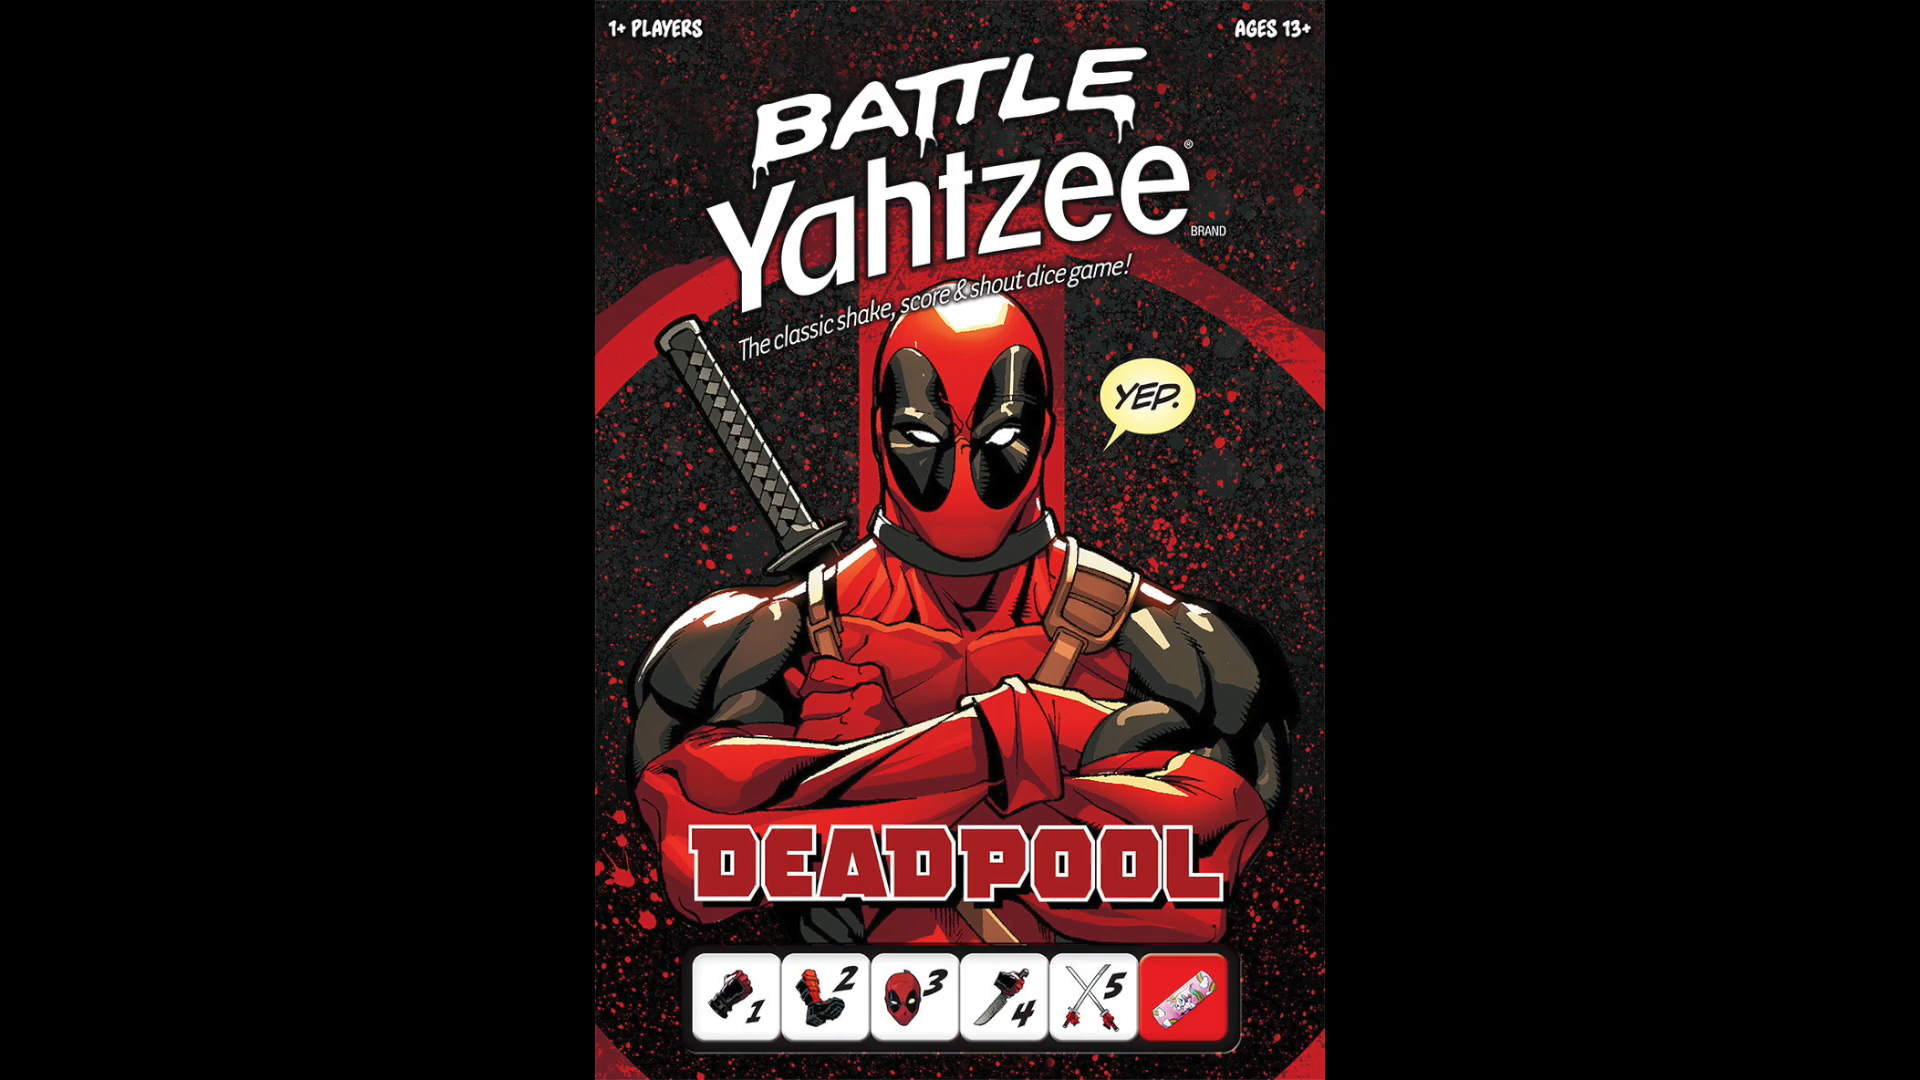 1+ PLAYERS
AGES 13+
BATTLE
Yahtzee®
BRAND
The classic shake, score & shout dice game!
YEP.
DEADPOOL
1 2 3 4 5